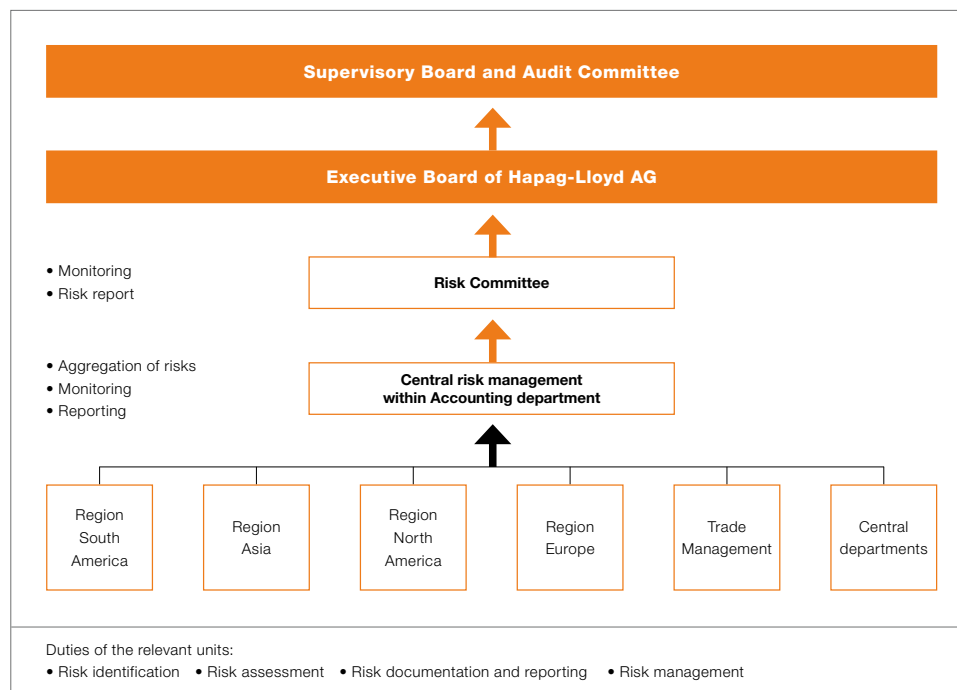 Supervisory Board and Audit Committee
Executive Board of Hapag-Lloyd AG
• Monitoring
• Risk report
Risk Committee
• Aggregation of risks
• Monitoring
• Reporting
Central risk management
within Accounting department
Region
South
America
Region
Asia
Region
North
America
Region
Europe
Trade
Management
Central
departments
Duties of the relevant units:
• Risk identification • Risk assessment • Risk documentation and reporting • Risk management